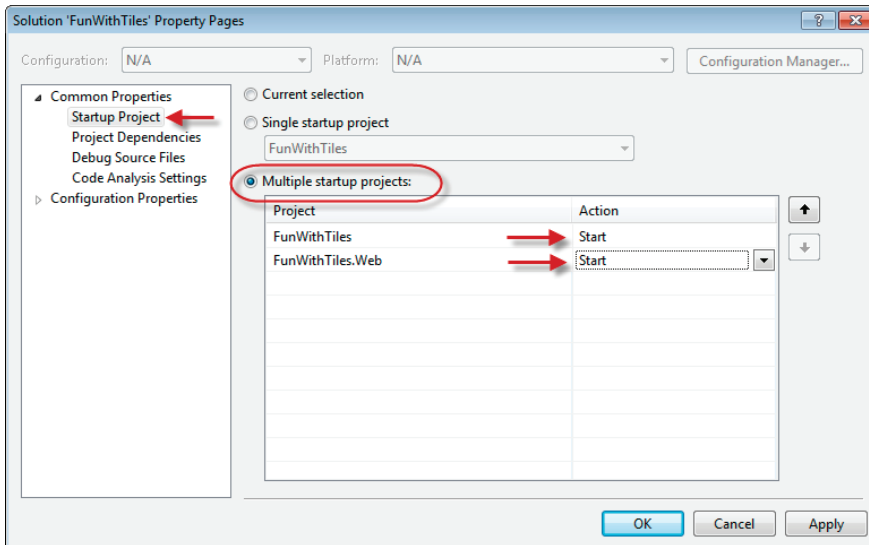 Solution 'FunWithTiles' Property Pages
Configuration: N/A Platform: N/A Configuration Manager...
Common Properties
Startup Project
Project Dependencies
Debug Source Files
Code Analysis Settings
Configuration Properties
Current selection
Single startup project
FunWithTiles
Multiple startup projects:
Project Action
FunWithTiles Start
FunWithTiles.Web Start
OK Cancel Apply